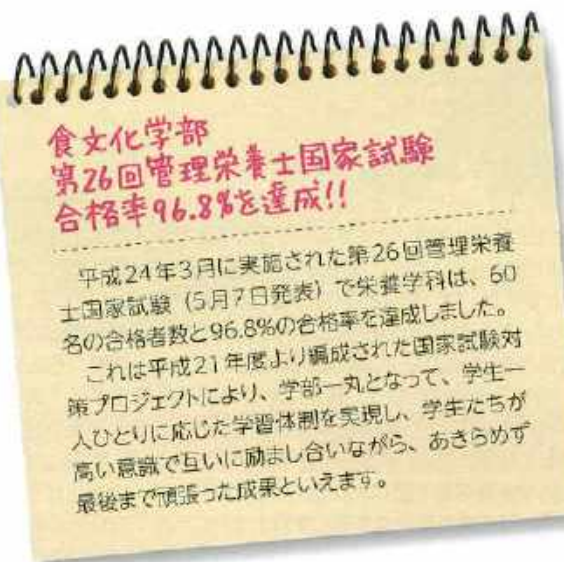 食文化学部
第26回管理栄養士国家試験
合格率96.8%を達成!!
平成24年3月に実施された第26回管理栄養
士国家試験（5月7日発表）で栄養学科は、60
名の合格者数と96.8%の合格率を達成しました。
これは平成21年度より編成された国家試験対
策プロジェクトにより、学部一丸となって、学生一
人ひとりに応じた学習体制を実現し、学生たちが
高い意識で互いに励まし合いながら、あきらめず
最後まで頑張った成果といえます。